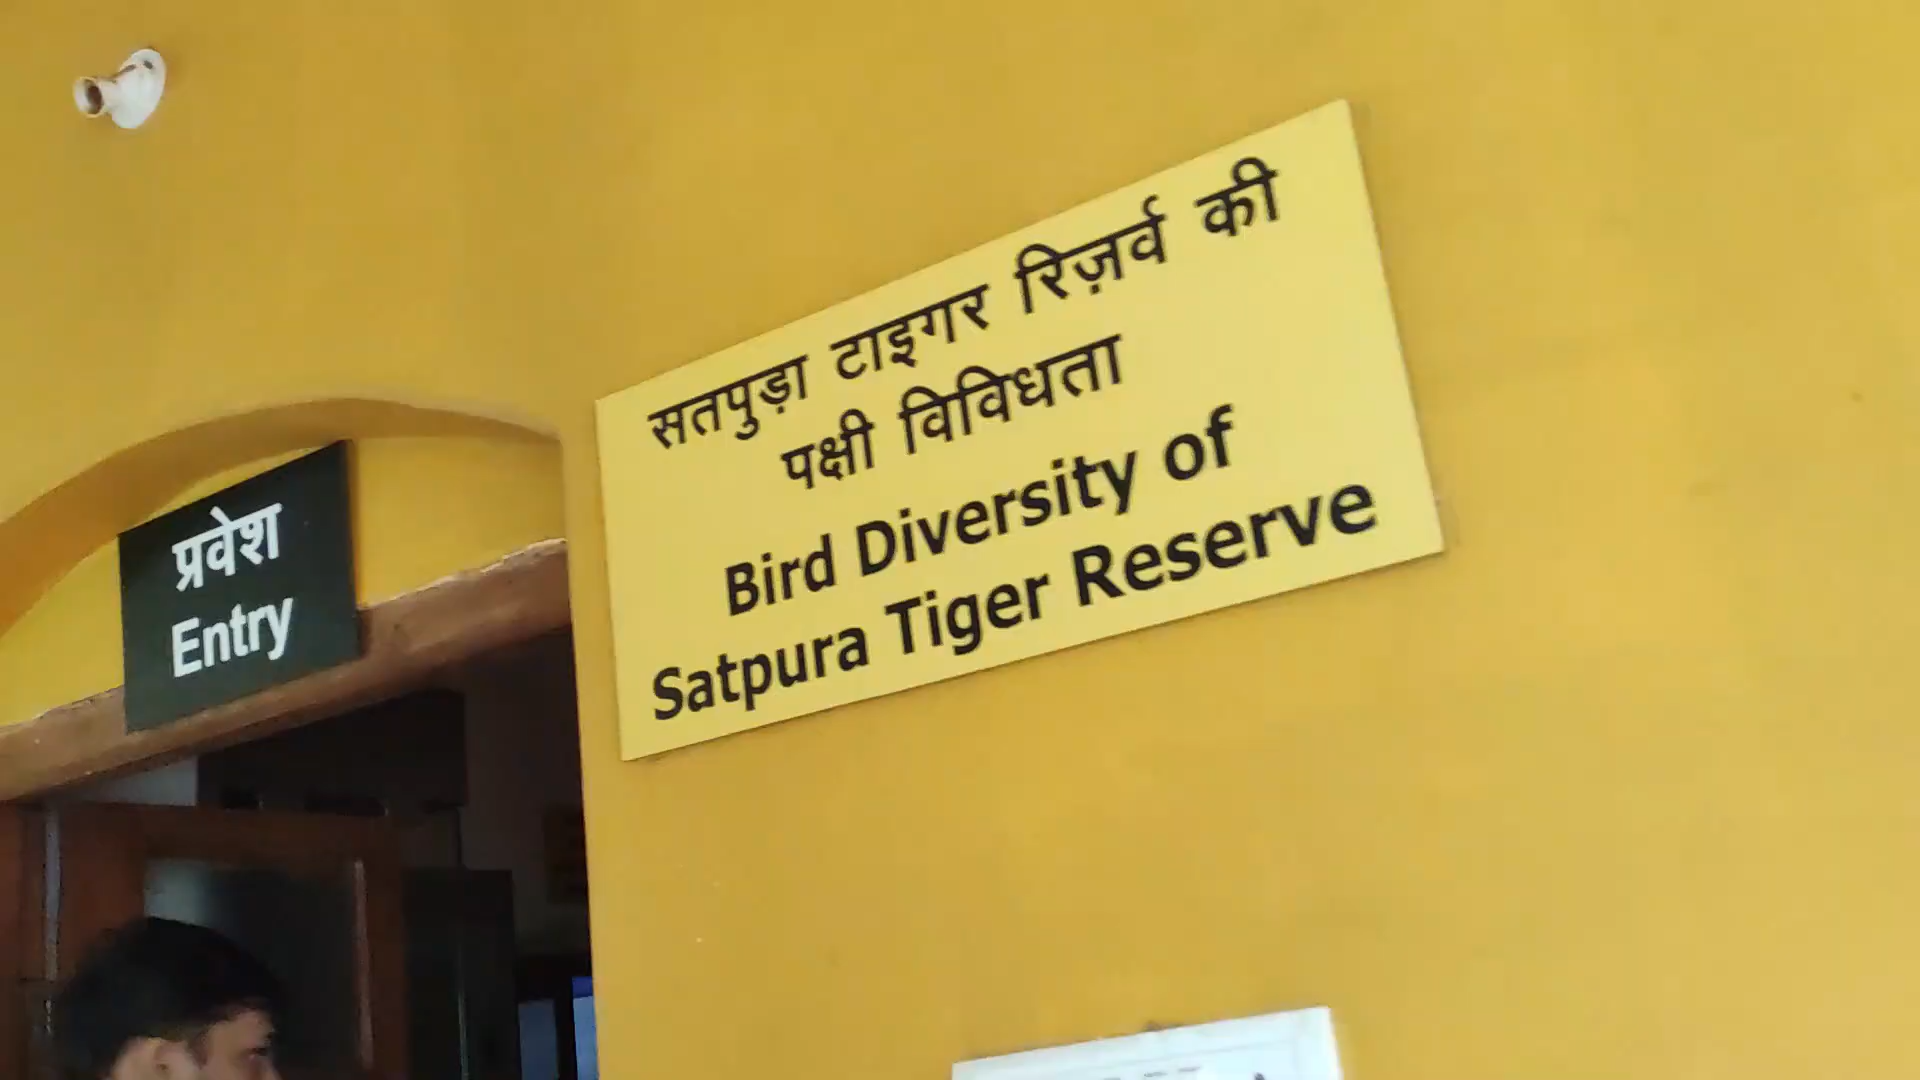 सतपुड़ा टाइगर रिज़र्व की
पक्षी विविधता
Bird Diversity of
Satpura Tiger Reserve
प्रवेश
Entry